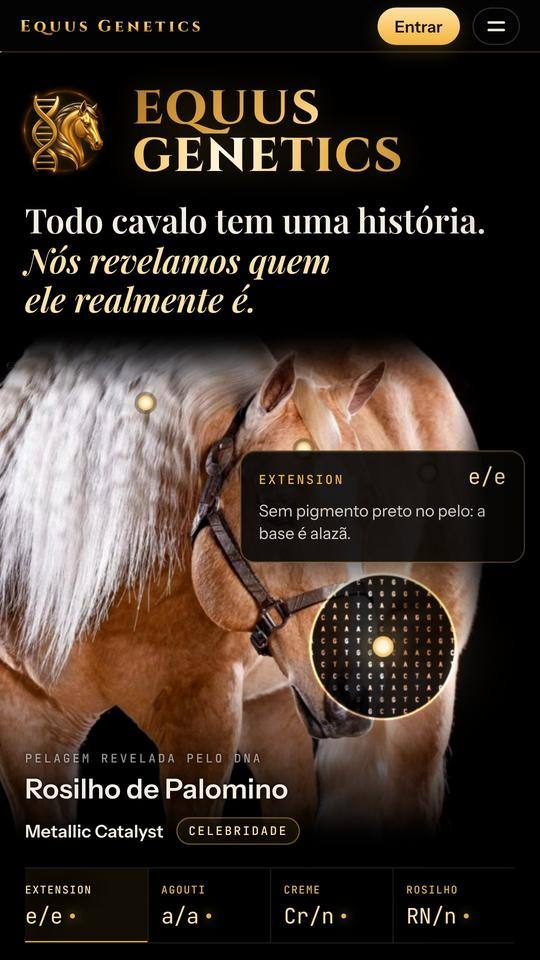 Equus Genetics
Entrar
EQUUS
GENETICS
Todo cavalo tem uma história.
Nós revelamos quem
ele realmente é.
EXTENSION e/e
Sem pigmento preto no pelo: a
base é alazã.
PELAGEM REVELADA PELO DNA
Rosilho de Palomino
Metallic Catalyst CELEBRIDADE
EXTENSION AGOUTI CREME ROSILHO
e/e • a/a • Cr/n • RN/n •